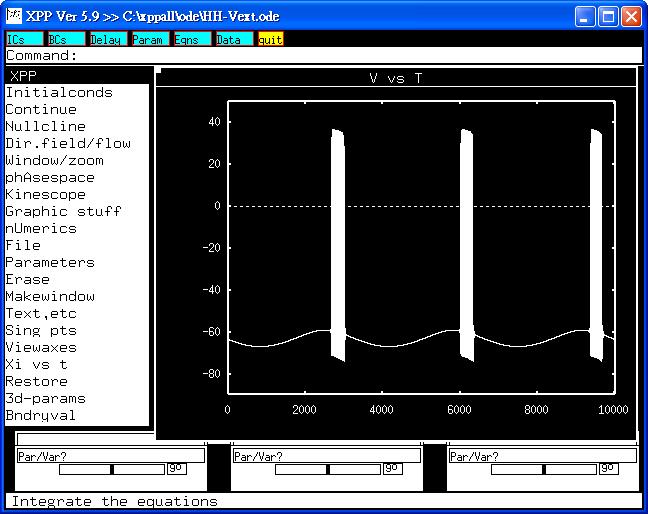 XPP Ver 5.9 >> C:\xppall\ode\HH-Vext.ode
ICs BCs Delay Param Eqns Data quit
Command:
XPP
Initialconds
Continue
Nullcline
Dir.field/flow
Window/zoom
phAsespace
Kinescope
Graphic stuff
nUmerics
File
Parameters
Erase
Makewindow
Text,etc
Sing pts
Viewaxes
Xi vs t
Restore
3d-params
Bndryval
V vs T
40
20
0
-20
-40
-60
-80
0 2000 4000 6000 8000 10000
Par/Var? Par/Var? Par/Var?
go go go
Integrate the equations